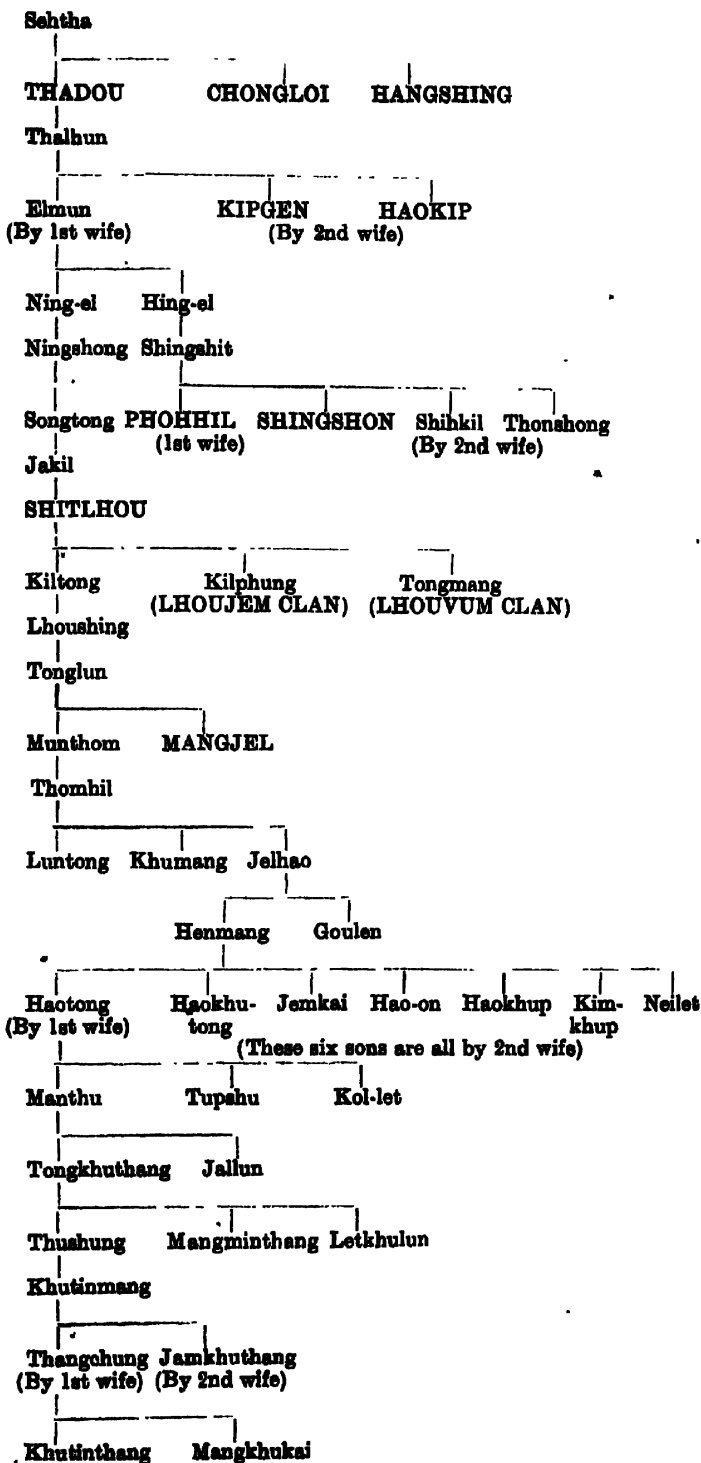 Sehtha
THADOU CHONGLOI HANGSHING
Thalhun
Elmun KIPGEN HAOKIP
(By 1st wife) (By 2nd wife)
Ning-el Hing-el
Ningshong Shingshit
Songtong PHOHHIL SHINGSHON Shihkil Thonshong
(1st wife) (By 2nd wife)
Jakil
SHITLHOU
Kiltong Kilphung Tongmang
(LHOUJEM CLAN) (LHOUVUM CLAN)
Lhoushing
Tonglun
Munthom MANGJEL
Thomhil
Luntong Khumang Jelhao
Henmang Goulen
Haotong Haokhu- Jemkai Hao-on Haokhup Kim- Neilet
(By 1st wife) tong khup
(These six sons are all by 2nd wife)
Manthu Tupshu Kol-let
Tongkhuthang Jallun
Thushung Mangminthang Letkhulun
Khutinmang
Thangchung Jamkhuthang
(By 1st wife) (By 2nd wife)
Khutinthang Mangkhukai